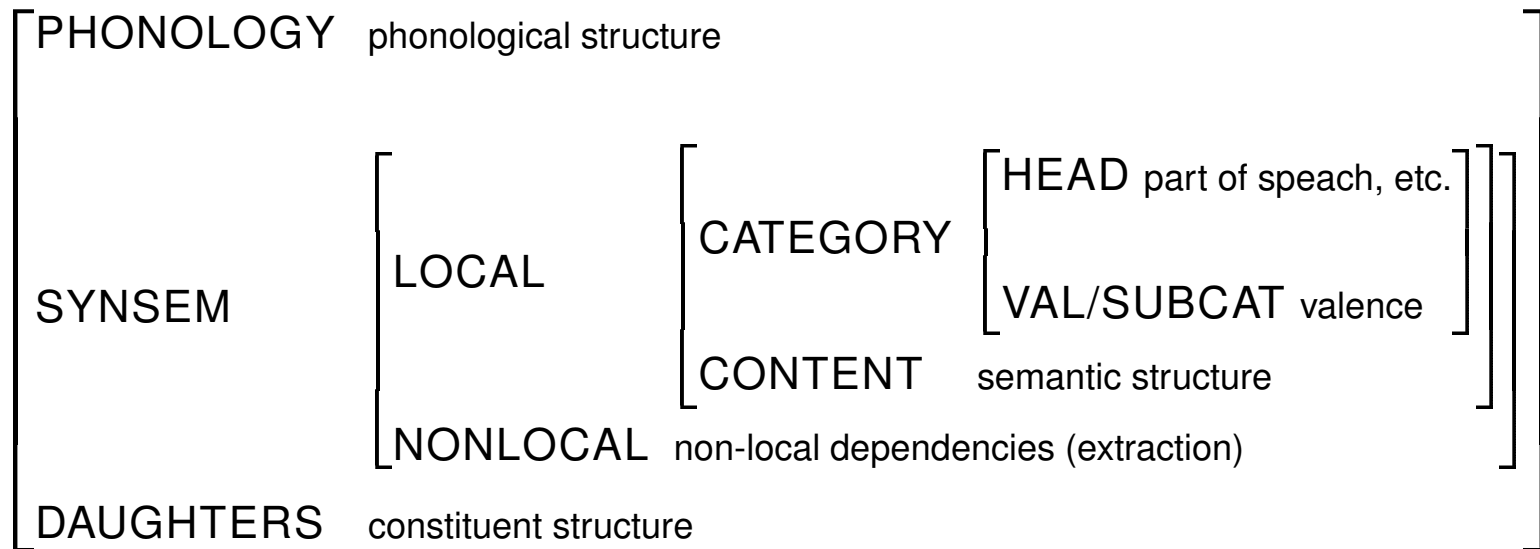 PHONOLOGY phonological structure
HEAD part of speach, etc.
CATEGORY
LOCAL
VAL/SUBCAT valence
SYNSEM
CONTENT semantic structure
NONLOCAL non-local dependencies (extraction)
DAUGHTERS constituent structure